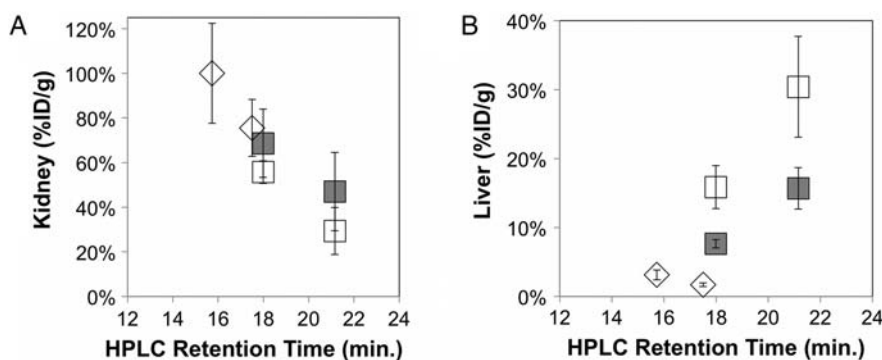 A
Kidney (%ID/g)
120%
100%
80%
60%
40%
20%
0%
12 14 16 18 20 22 24
HPLC Retention Time (min.)
B
Liver (%ID/g)
40%
30%
20%
10%
0%
12 14 16 18 20 22 24
HPLC Retention Time (min.)